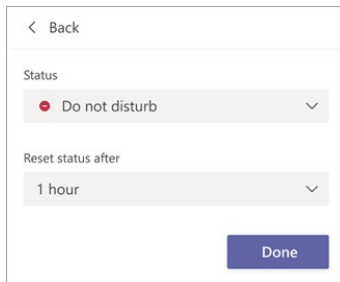 Back
Status
Do not disturb
Reset status after
1 hour
Done